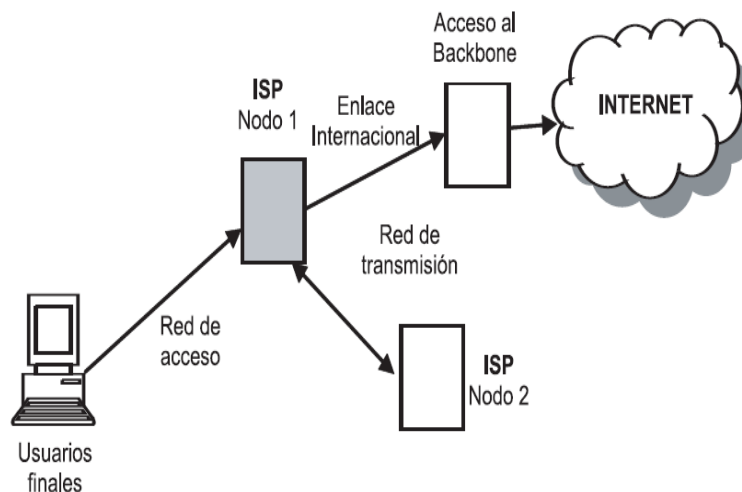 Acceso al
Backbone
INTERNET
ISP
Nodo 1
Enlace
Internacional
Red de
transmisión
Red de
acceso
ISP
Nodo 2
Usuarios
finales